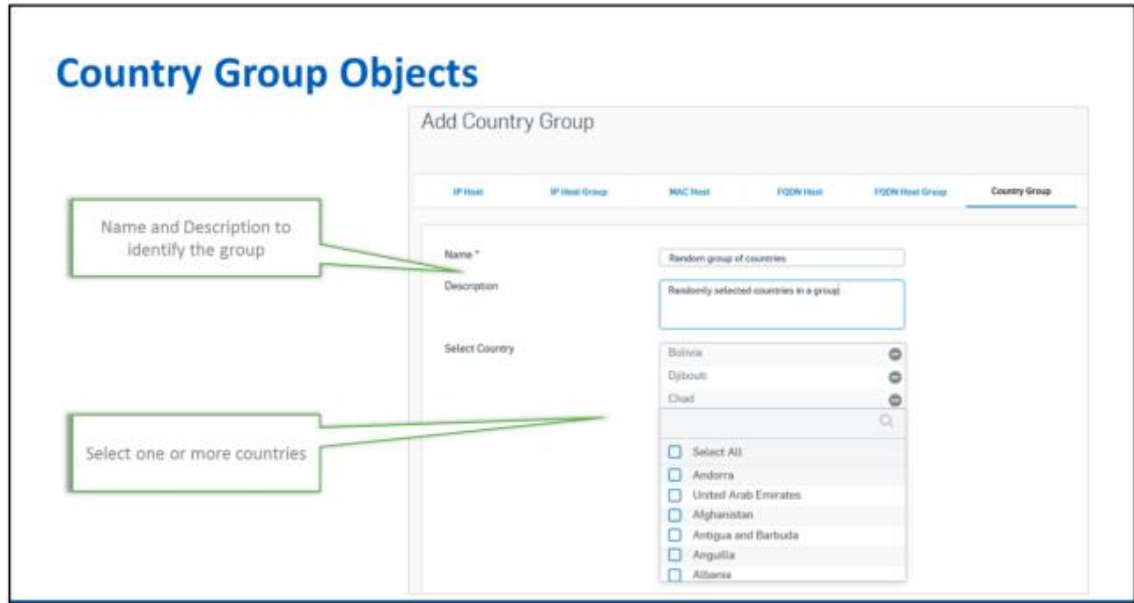 Country Group Objects
Add Country Group
IP Host IP Host Group MAC Host FQDN Host FQDN Host Group Country Group
Name and Description to
identify the group
Name *
Random group of countries
Description
Randomly selected countries in a group
Select Country
Bolivia
Djibouti
Chad
Select one or more countries
Select All
Andorra
United Arab Emirates
Afghanistan
Antigua and Barbuda
Anguilla
Albania